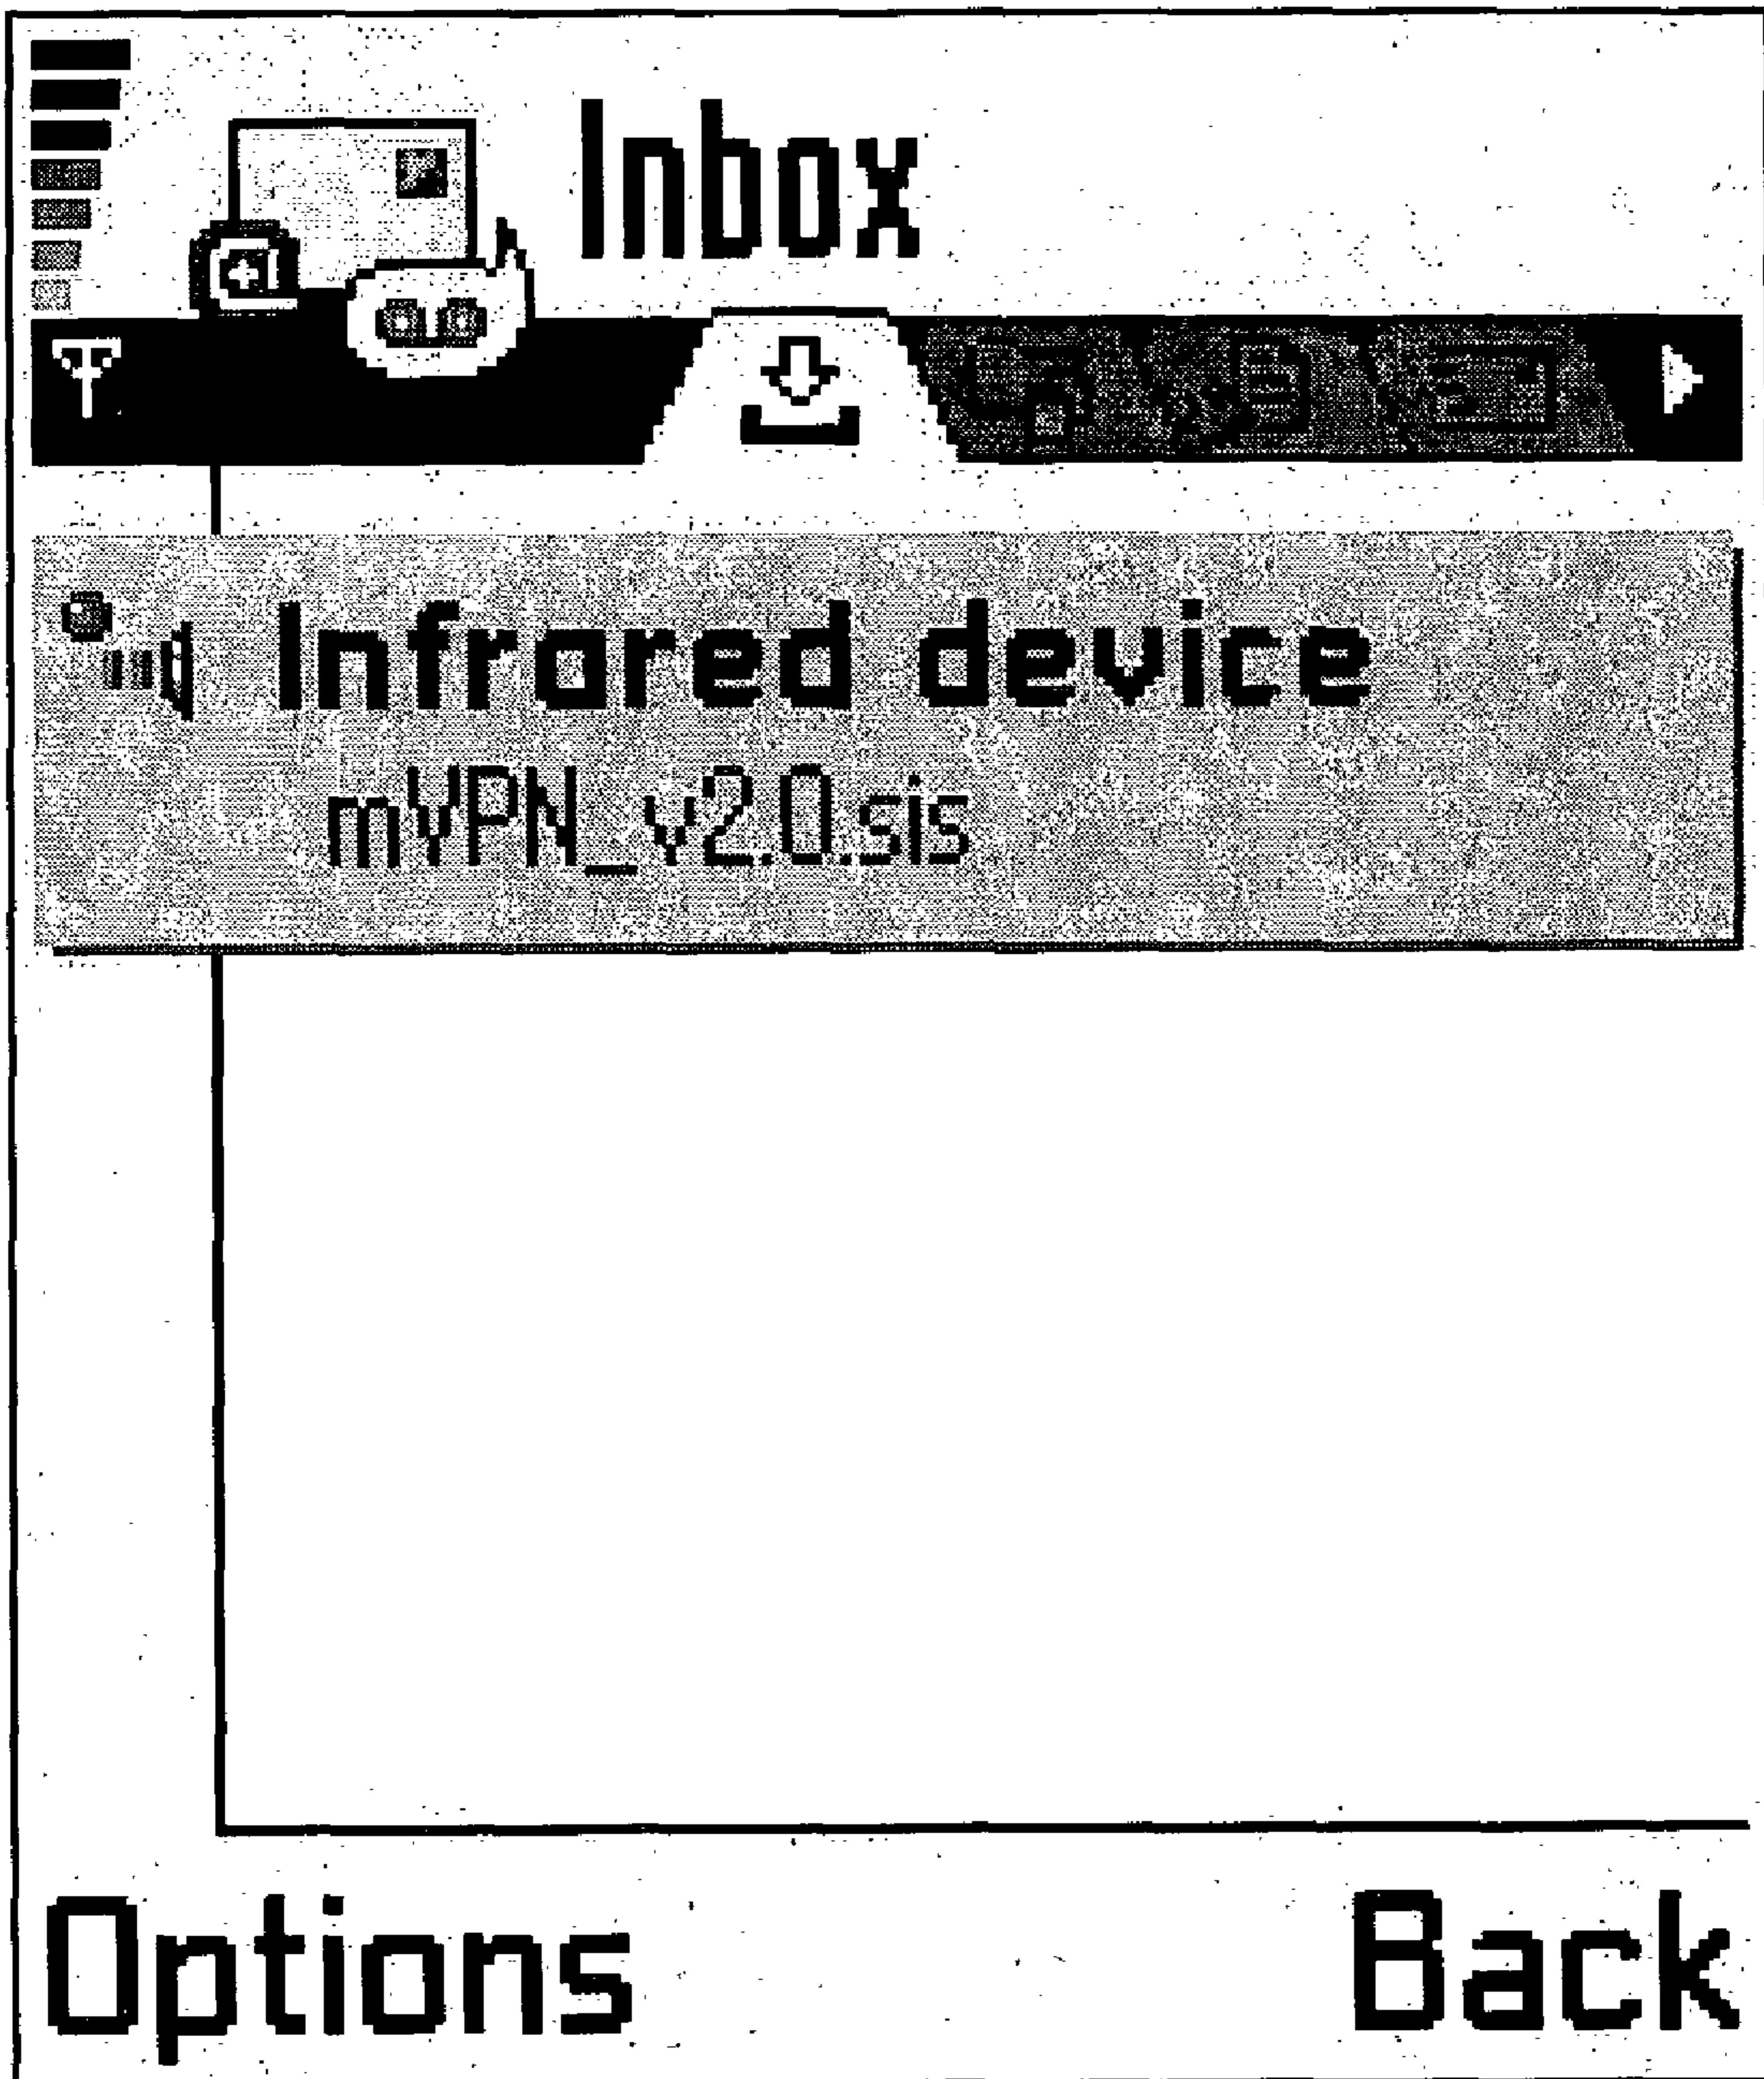 Inbox
Infrared device
mVPN_v2.0.sis
Options
Back